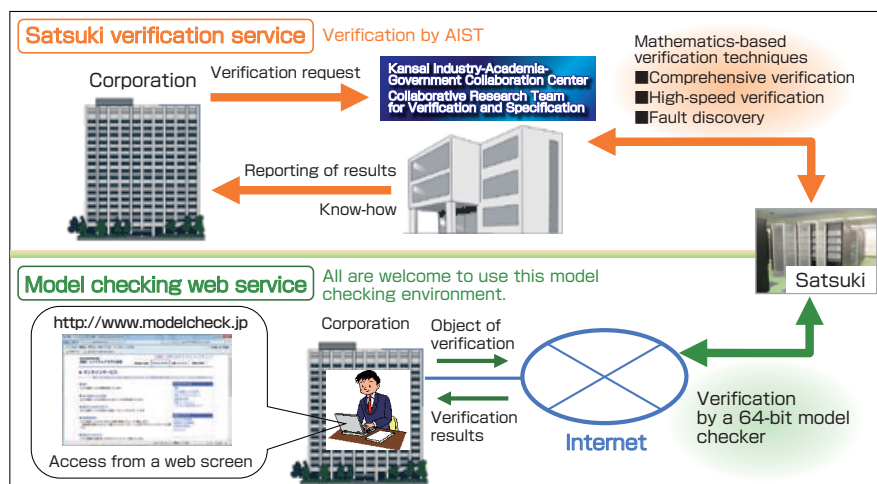 Satsuki verification service
Verification by AIST
Corporation
Verification request
Kansai Industry-Academia-
Government Collaboration Center
Collaborative Research Team
for Verification and Specification
Mathematics-based
verification techniques
■Comprehensive verification
■High-speed verification
■Fault discovery
Reporting of results
Know-how
Satsuki
Model checking web service
All are welcome to use this model
checking environment.
http://www.modelcheck.jp
Access from a web screen
Corporation
Object of
verification
Verification
results
Internet
Verification
by a 64-bit model
checker